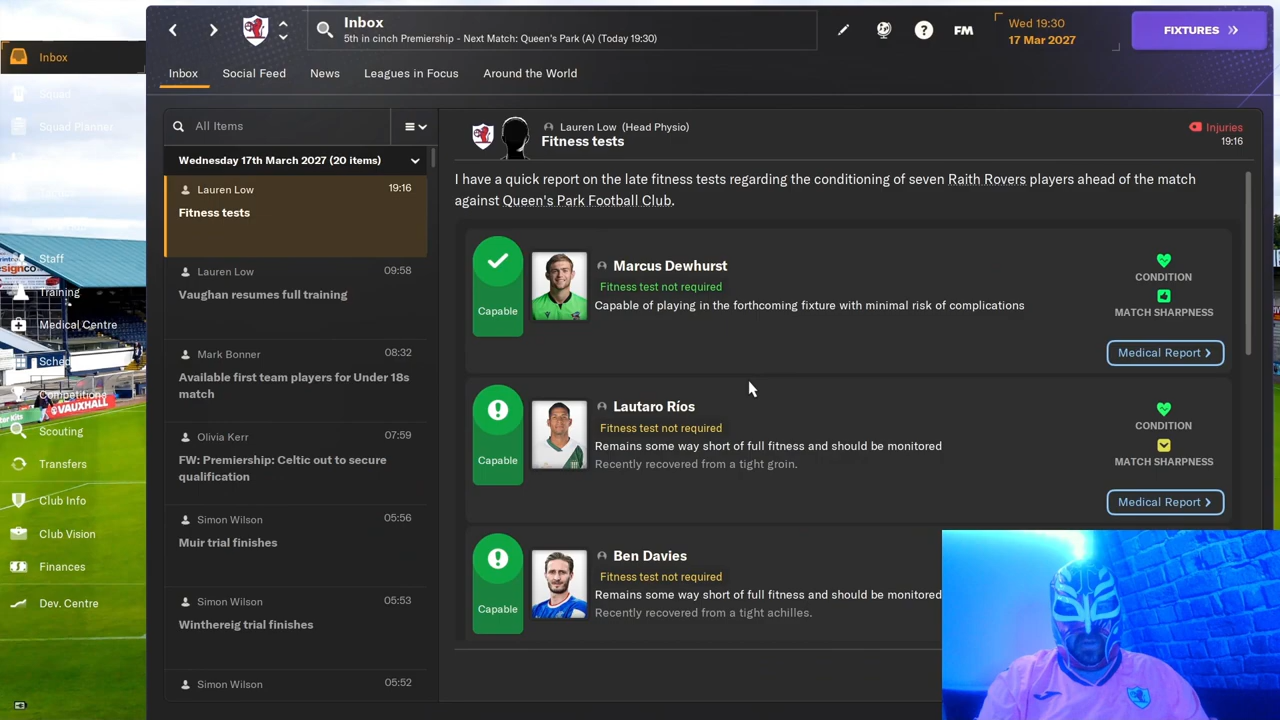 Inbox
5th in cinch Premiership - Next Match: Queen's Park (A) (Today 19:30)
FM
Wed 19:30
17 Mar 2027
FIXTURES
Inbox
Social Feed
News
Leagues in Focus
Around the World
Inbox
Squad
Squad Planner
Staff
Training
Medical Centre
Sched
Competitions
VAUXHALL
Scouting
Transfers
Club Info
Club Vision
Finances
Dev. Centre
All Items
Wednesday 17th March 2027 (20 items)
Lauren Low
19:16
Fitness tests
Lauren Low
09:58
Vaughan resumes full training
Mark Bonner
08:32
Available first team players for Under 18s
match
Olivia Kerr
07:59
FW: Premiership: Celtic out to secure
qualification
Simon Wilson
05:56
Muir trial finishes
Simon Wilson
05:53
Winthereig trial finishes
Simon Wilson
05:52
Lauren Low (Head Physio)
Fitness tests
Injuries
19:16
I have a quick report on the late fitness tests regarding the conditioning of seven Raith Rovers players ahead of the match
against Queen's Park Football Club.
Capable
Marcus Dewhurst
Fitness test not required
Capable of playing in the forthcoming fixture with minimal risk of complications
CONDITION
MATCH SHARPNESS
Medical Report
Capable
Lautaro Ríos
Fitness test not required
Remains some way short of full fitness and should be monitored
Recently recovered from a tight groin.
CONDITION
MATCH SHARPNESS
Medical Report
Capable
Ben Davies
Fitness test not required
Remains some way short of full fitness and should be monitored
Recently recovered from a tight achilles.